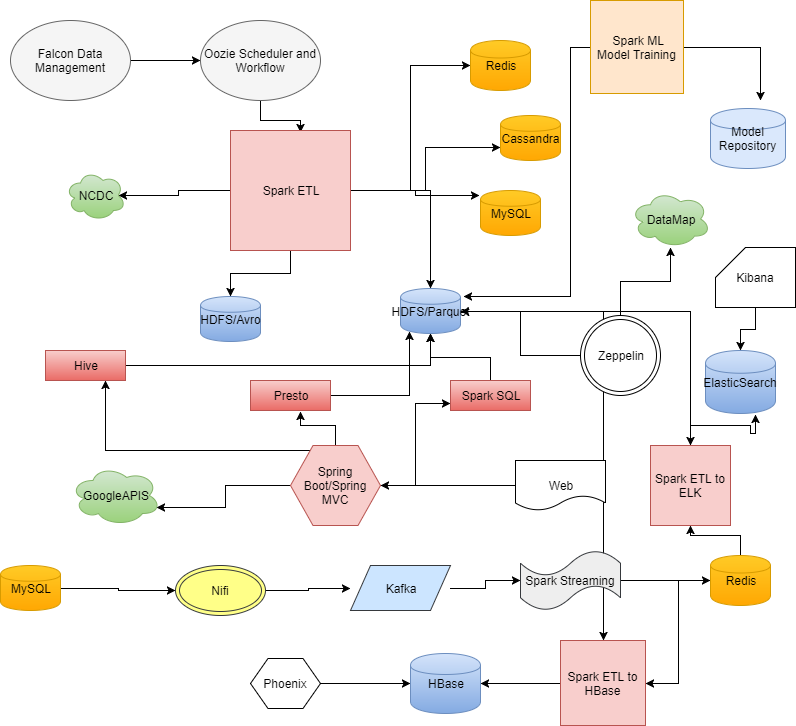 Falcon Data
Management
Oozie Scheduler and
Workflow
Spark ML
Model Training
Redis
Cassandra
Model
Repository
Spark ETL
NCDC
MySQL
DataMap
Kibana
HDFS/Avro
HDFS/Parque
Zeppelin
Hive
ElasticSearch
Presto
Spark SQL
Spring
Boot/Spring
MVC
GoogleAPIS
Web
Spark ETL to
ELK
MySQL
Nifi
Kafka
Spark Streaming
Redis
Phoenix
HBase
Spark ETL to
HBase